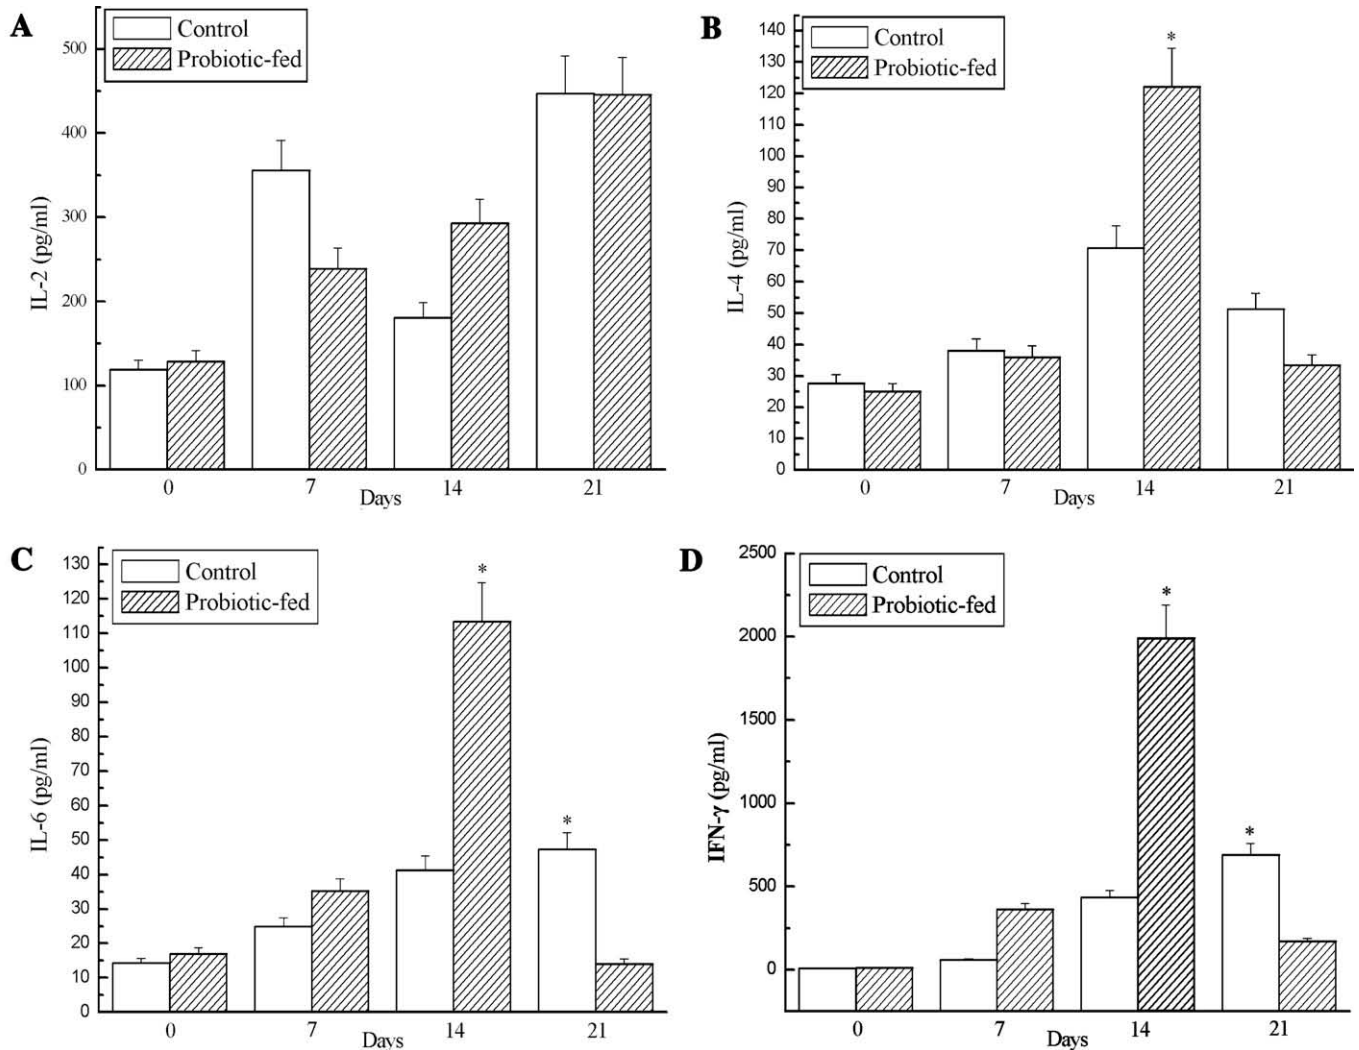 A
Control
Probiotic-fed
500
400
300
200
100
0
IL-2 (pg/ml)
0 7 14 21
Days
B
Control
Probiotic-fed
*
140
130
120
110
100
90
80
70
60
50
40
30
20
10
0
IL-4 (pg/ml)
0 7 14 21
Days
C
Control
Probiotic-fed
*
*
130
120
110
100
90
80
70
60
50
40
30
20
10
0
IL-6 (pg/ml)
0 7 14 21
Days
D
Control
Probiotic-fed
*
*
2500
2000
1500
1000
500
0
IFN-γ (pg/ml)
0 7 14 21
Days